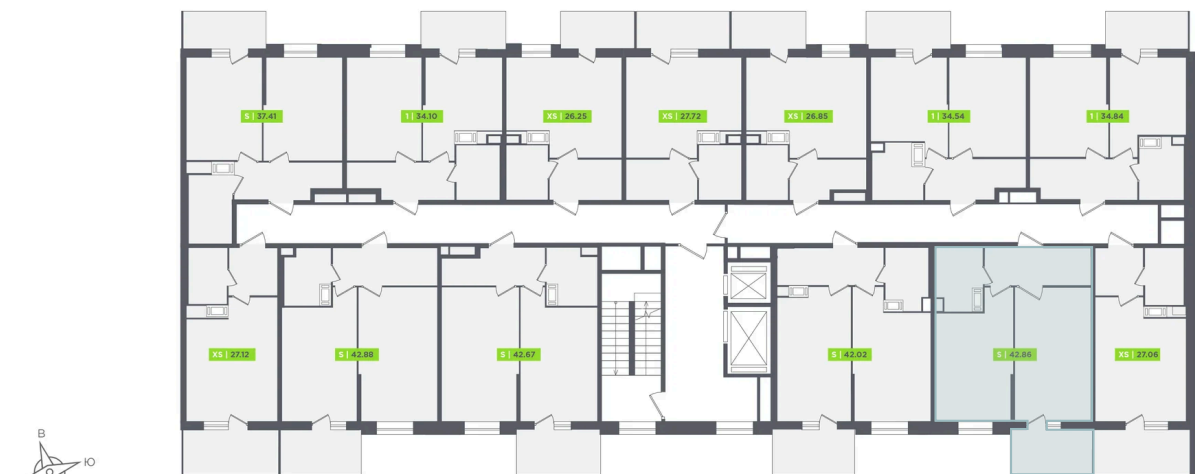 S | 37.41
1 | 34.10
XS | 26.25
XS | 27.72
XS | 26.85
1 | 34.54
1 | 34.84
XS | 27.12
S | 42.88
S | 42.67
S | 42.02
S | 42.86
XS | 27.06
В
Ю